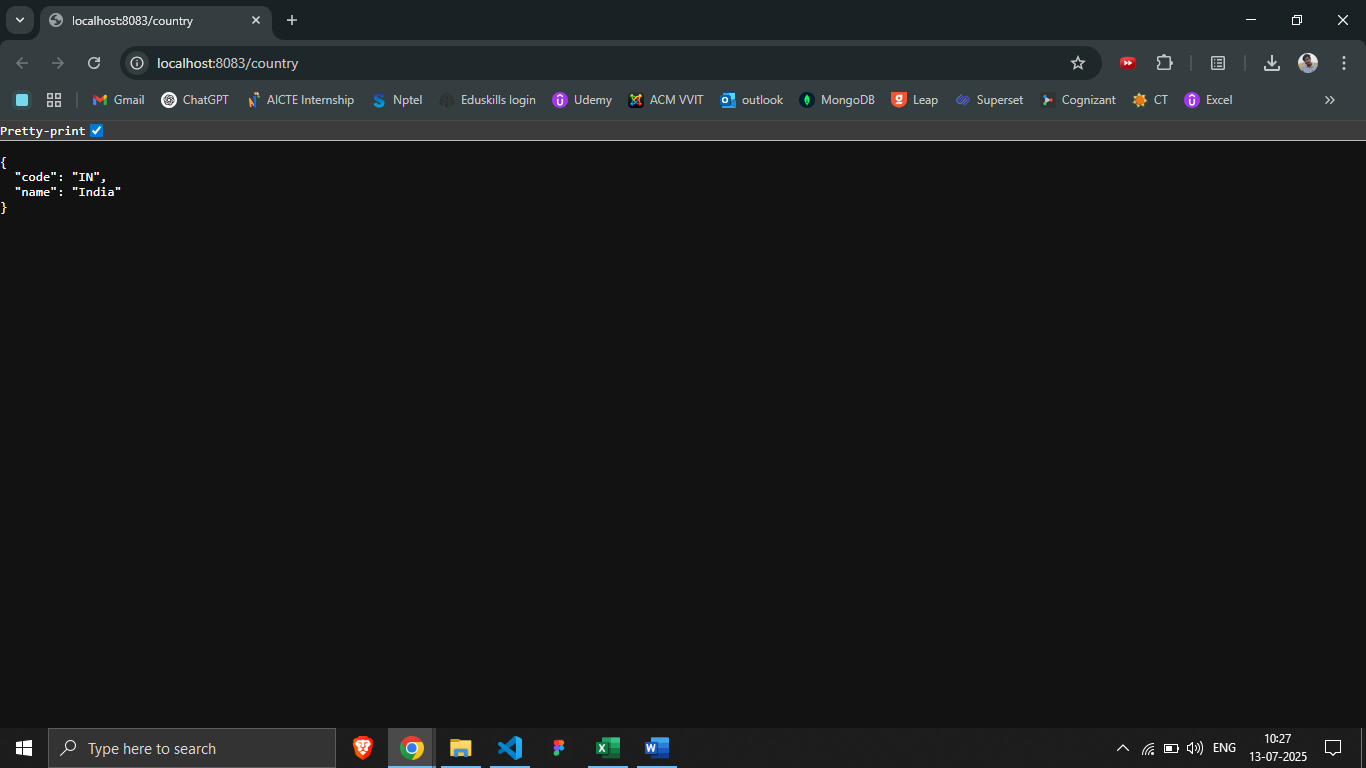 localhost:8083/country
localhost:8083/country
Gmail ChatGPT AICTE Internship Nptel Eduskills login Udemy ACM VVIT outlook MongoDB Leap Superset Cognizant CT Excel
Pretty-print
{
  "code": "IN",
  "name": "India"
}
Type here to search
ENG
10:27
13-07-2025